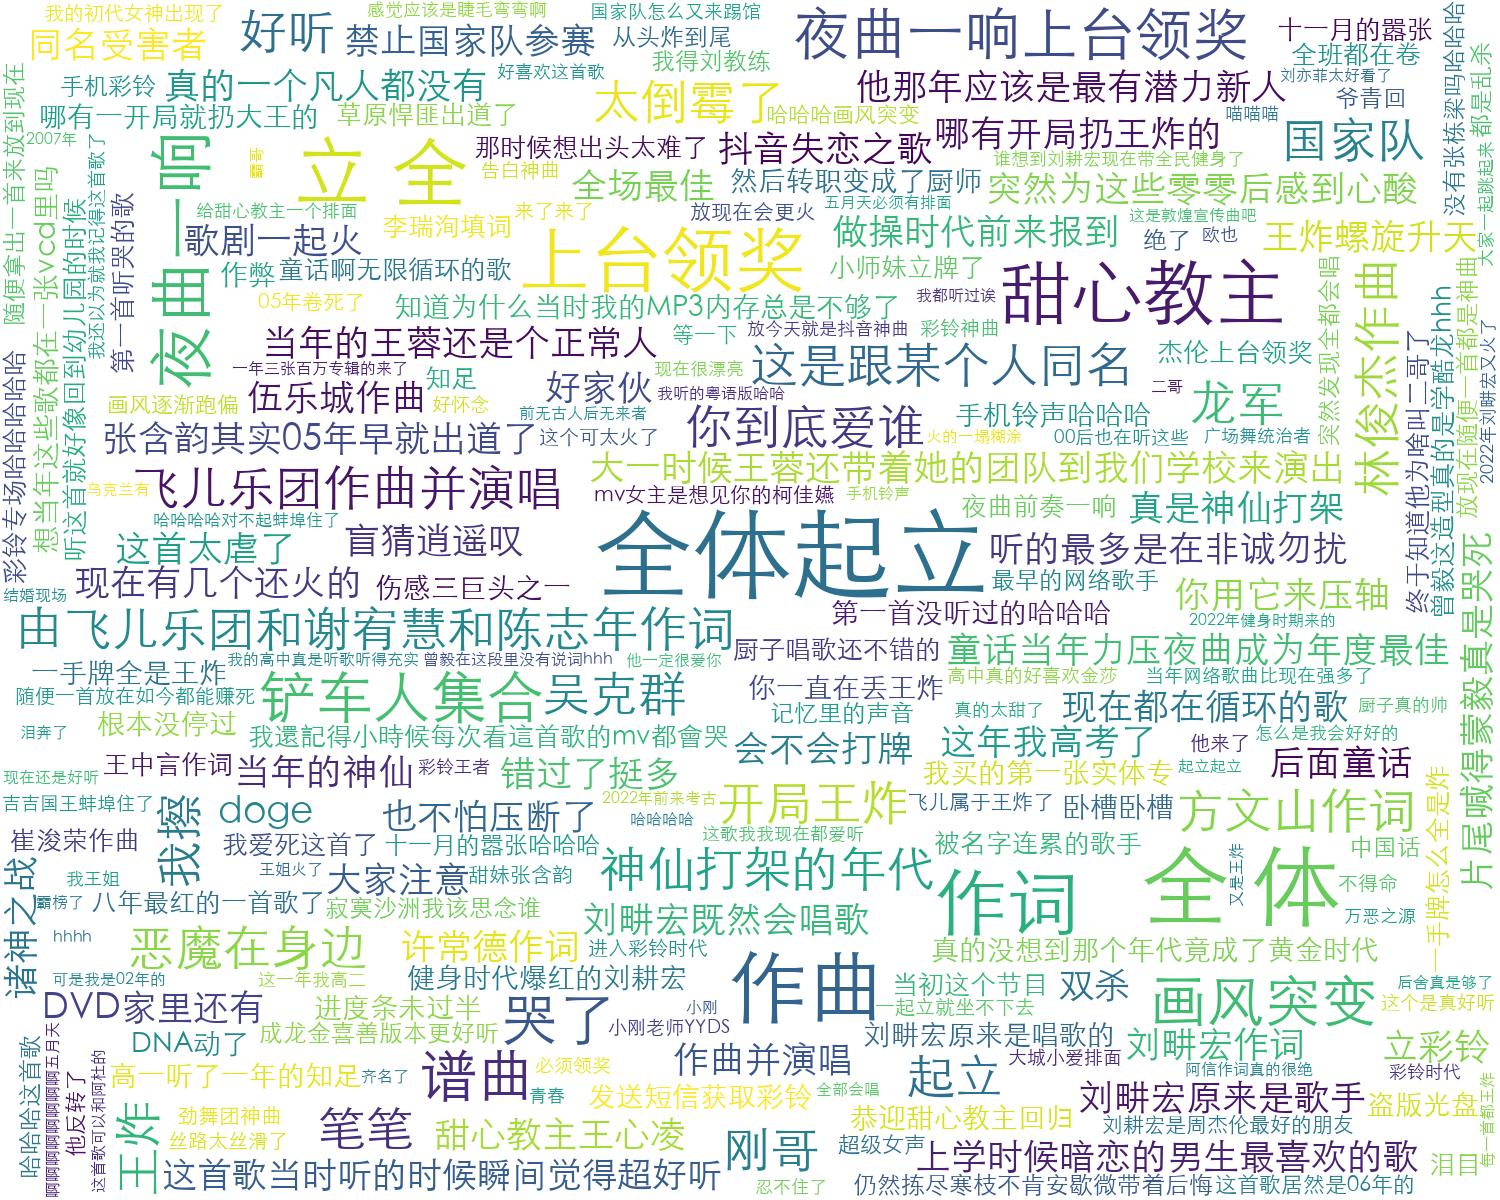 我的初代女神出现了
感觉应该是睫毛弯弯啊
国家队怎么又来踢馆
同名受害者
好听
禁止国家队参赛
从头炸到尾
夜曲一响上台领奖
十一月的嚣张
全班都在卷
我得刘教练
手机彩铃
真的一个凡人都没有
好喜欢这首歌
太倒霉了
他那年应该是最有潜力新人
刘亦菲太好看了
爷青回
哪有一开局就扔大王的
草原悍匪出道了
哈哈哈画风突变
哪有开局扔王炸的
喵喵喵
国家队
2007年
霸哥
立 全
那时候想出头太难了
抖音失恋之歌
告白神曲
全场最佳
然后转职变成了厨师
谁想到刘耕宏现在带全民健身了
突然为这些零零后感到心酸
给甜心教主一个排面
李瑞洵填词
来了来了
放现在会更火
五月天必须有排面
这是敦煌宣传曲吧
歌剧一起火
上台领奖
做操时代前来报到
绝了
欧也
王炸螺旋升天
作弊
童话啊无限循环的歌
小师妹立牌了
甜心教主
05年卷死了
知道为什么当时我的MP3内存总是不够了
我都听过诶
当年的王蓉还是个正常人
等一下
放今天就是抖音神曲
彩铃神曲
一年三张百万专辑的来了
知足
好家伙
现在很漂亮
这是跟某个人同名
杰伦上台领奖
画风逐渐跑偏
伍乐城作曲
好怀念
我听的粤语版哈哈
二哥
龙军
前无古人后无来者
张含韵其实05年早就出道了
这个可太火了
你到底爱谁
火的一塌糊涂
手机铃声哈哈哈
00后也在听这些
广场舞统治者
乌克兰有
飞儿乐团作曲并演唱
大一时候王蓉还带着她的团队到我们学校来演出
mv女主是想见你的柯佳嬿
手机铃声
夜曲前奏一响
真是神仙打架
哈哈哈哈对不起蚌埠住了
这首太虐了
盲猜逍遥叹
全体起立
听的最多是在非诚勿扰
现在有几个还火的
伤感三巨头之一
最早的网络歌手
你用它来压轴
结婚现场
第一首没听过的哈哈哈
2022年健身时期来的
由飞儿乐团和谢宥慧和陈志年作词
厨子唱歌还不错的
童话当年力压夜曲成为年度最佳
一手牌全是王炸
我的高中真是听歌听得充实
曾毅在这段里没有说词hhh
他一定很爱你
随便一首放在如今都能赚死
铲车人集合
吴克群
你一直在丢王炸
高中真的好喜欢金莎
当年网络歌曲比现在强多了
泪奔了
根本没停过
记忆里的声音
真的太甜了
现在都在循环的歌
厨子真的帅
我還記得小時候每次看這首歌的mv都會哭
会不会打牌
这年我高考了
他来了
怎么是我会好好的
现在还是好听
王中言作词
当年的神仙
彩铃王者
错过了挺多
我买的第一张实体专
起立起立
后面童话
吉吉国王蚌埠住了
我擦
doge
也不怕压断了
2022年前来考古
哈哈哈哈
开局王炸
飞儿属于王炸了
卧槽卧槽
方文山作词
崔浚荣作曲
我爱死这首了
十一月的嚣张哈哈哈
这歌我我现在都爱听
被名字连累的歌手
中国话
诸神之战
我王姐
王姐火了
大家注意
甜妹张含韵
神仙打架的年代
作词
全 体
又是王炸
不得命
霸榜了
八年最红的一首歌了
寂寞沙洲我该思念谁
刘畊宏既然会唱歌
万恶之源
hhhh
恶魔在身边
许常德作词
进入彩铃时代
真的没想到那个年代竟成了黄金时代
可是我是02年的
这一年我高二
健身时代爆红的刘耕宏
作曲
当初这个节目
双杀
画风突变
后舍真是够了
这个是真好听
DVD家里还有
进度条未过半
哭了
小刚
一起立就坐不下去
DNA动了
成龙金喜善版本更好听
小刚老师YYDS
刘畊宏原来是唱歌的
刘畊宏作词
立彩铃
高一听了一年的知足
齐名了
谱曲
必须领奖
作曲并演唱
起立
大城小爱排面
阿信作词真的很绝
彩铃时代
青春
发送短信获取彩铃
全部会唱
刘畊宏原来是歌手
盗版光盘
劲舞团神曲
笔笔
甜心教主王心凌
刚哥
恭迎甜心教主回归
刘耕宏是周杰伦最好的朋友
丝路太丝滑了
超级女声
上学时候暗恋的男生最喜欢的歌
泪目
这首歌当时听的时候瞬间觉得超好听
忍不住了
仍然拣尽寒枝不肯安歇微带着后悔
这首歌居然是06年的
随便拿出一首来放到现在
想当年这些歌都在一张vcd里吗
听这首就好像回到幼儿园的时候
我还以为就我记得这首歌了
第一首听哭的歌
夜曲一响
彩铃专场哈哈哈哈哈哈
没有张栋梁吗哈哈哈
大家一起跳起来
都是乱杀
突然发现全都会唱
林俊杰作曲
终于知道他为啥叫二哥了
曾毅这造型真的是学酷龙hhh
放现在随便一首都是神曲
2022年刘畊宏又火了
片尾喊得蒙毅真是哭死
一手牌怎么全是炸
哈哈哈这首歌
啊啊啊啊啊啊啊啊五月天
他反转了
这首歌可以和阿杜的
王炸
每一首都王炸